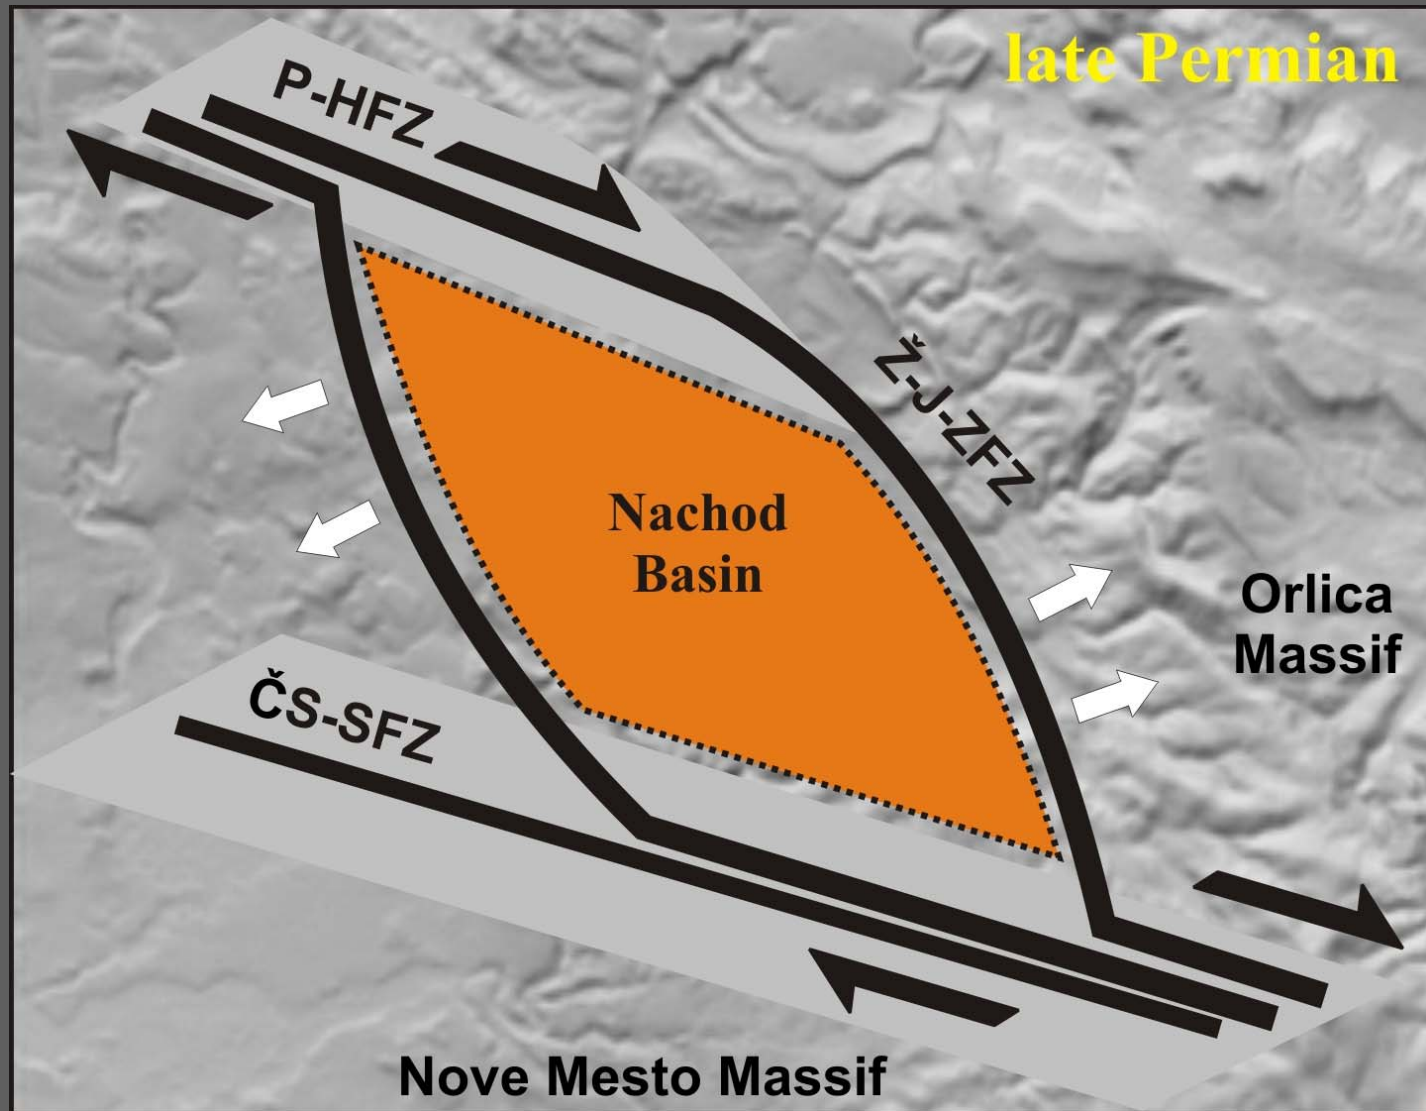 late Permian
P-HFZ
Ž-J-ZFZ
Nachod
Basin
Orlica
Massif
ČS-SFZ
Nove Mesto Massif